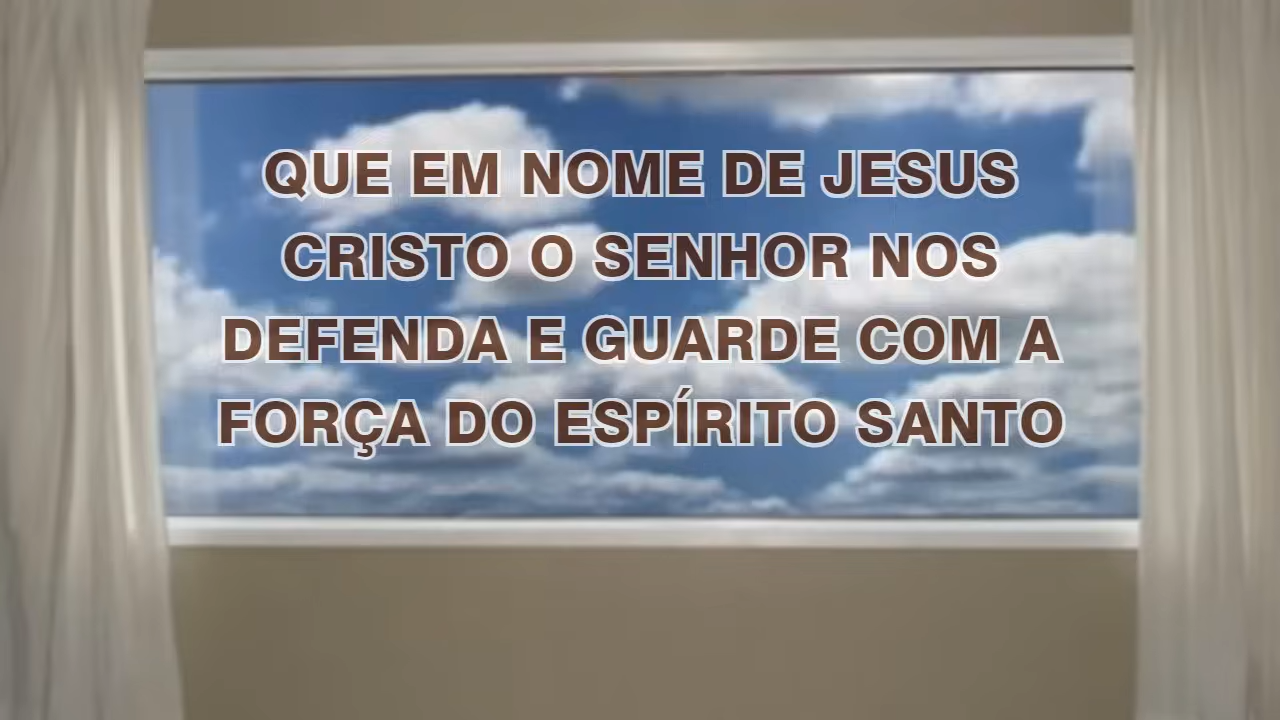 QUE EM NOME DE JESUS
CRISTO O SENHOR NOS
DEFENDA E GUARDE COM A
FORÇA DO ESPÍRITO SANTO